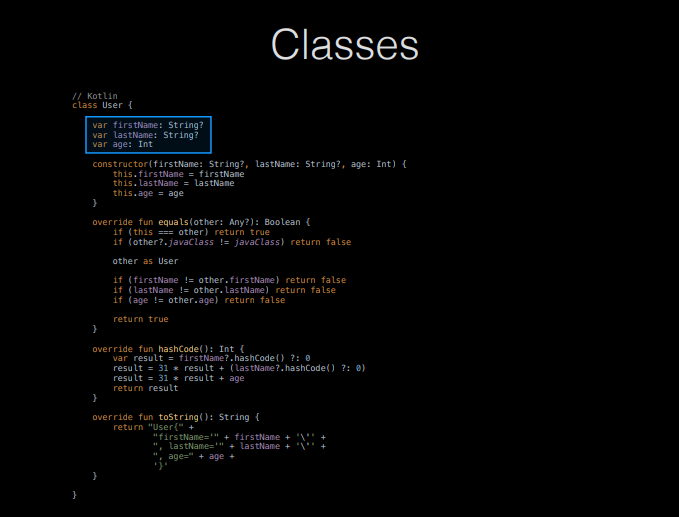 Classes
// Kotlin
class User {
var firstName: String?
var lastName: String?
var age: Int
constructor(firstName: String?, lastName: String?, age: Int) {
this.firstName = firstName
this.lastName = lastName
this.age = age
}
override fun equals(other: Any?): Boolean {
if (this === other) return true
if (other?.javaClass != javaClass) return false
other as User
if (firstName != other.firstName) return false
if (lastName != other.lastName) return false
if (age != other.age) return false
return true
}
override fun hashCode(): Int {
var result = firstName?.hashCode() ?: 0
result = 31 * result + (lastName?.hashCode() ?: 0)
result = 31 * result + age
return result
}
override fun toString(): String {
return "User{" +
"firstName='" + firstName + '\'' +
", lastName='" + lastName + '\'' +
", age=" + age +
'}'
}
}